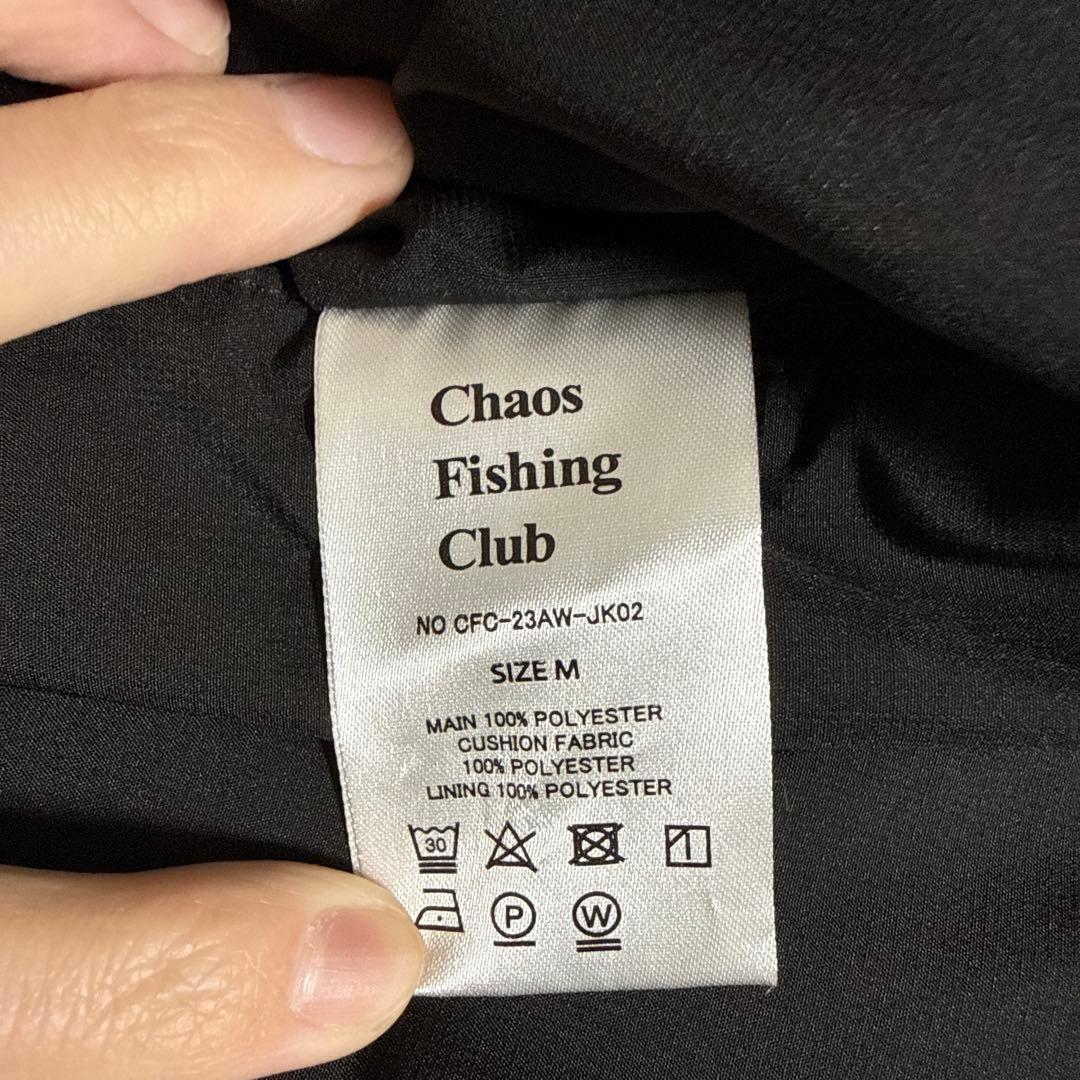 Chaos
Fishing
Club
NO CFC-23AW-JK02
SIZE M
MAIN 100% POLYESTER
CUSHION FABRIC
100% POLYESTER
LINING 100% POLYESTER
30
P W